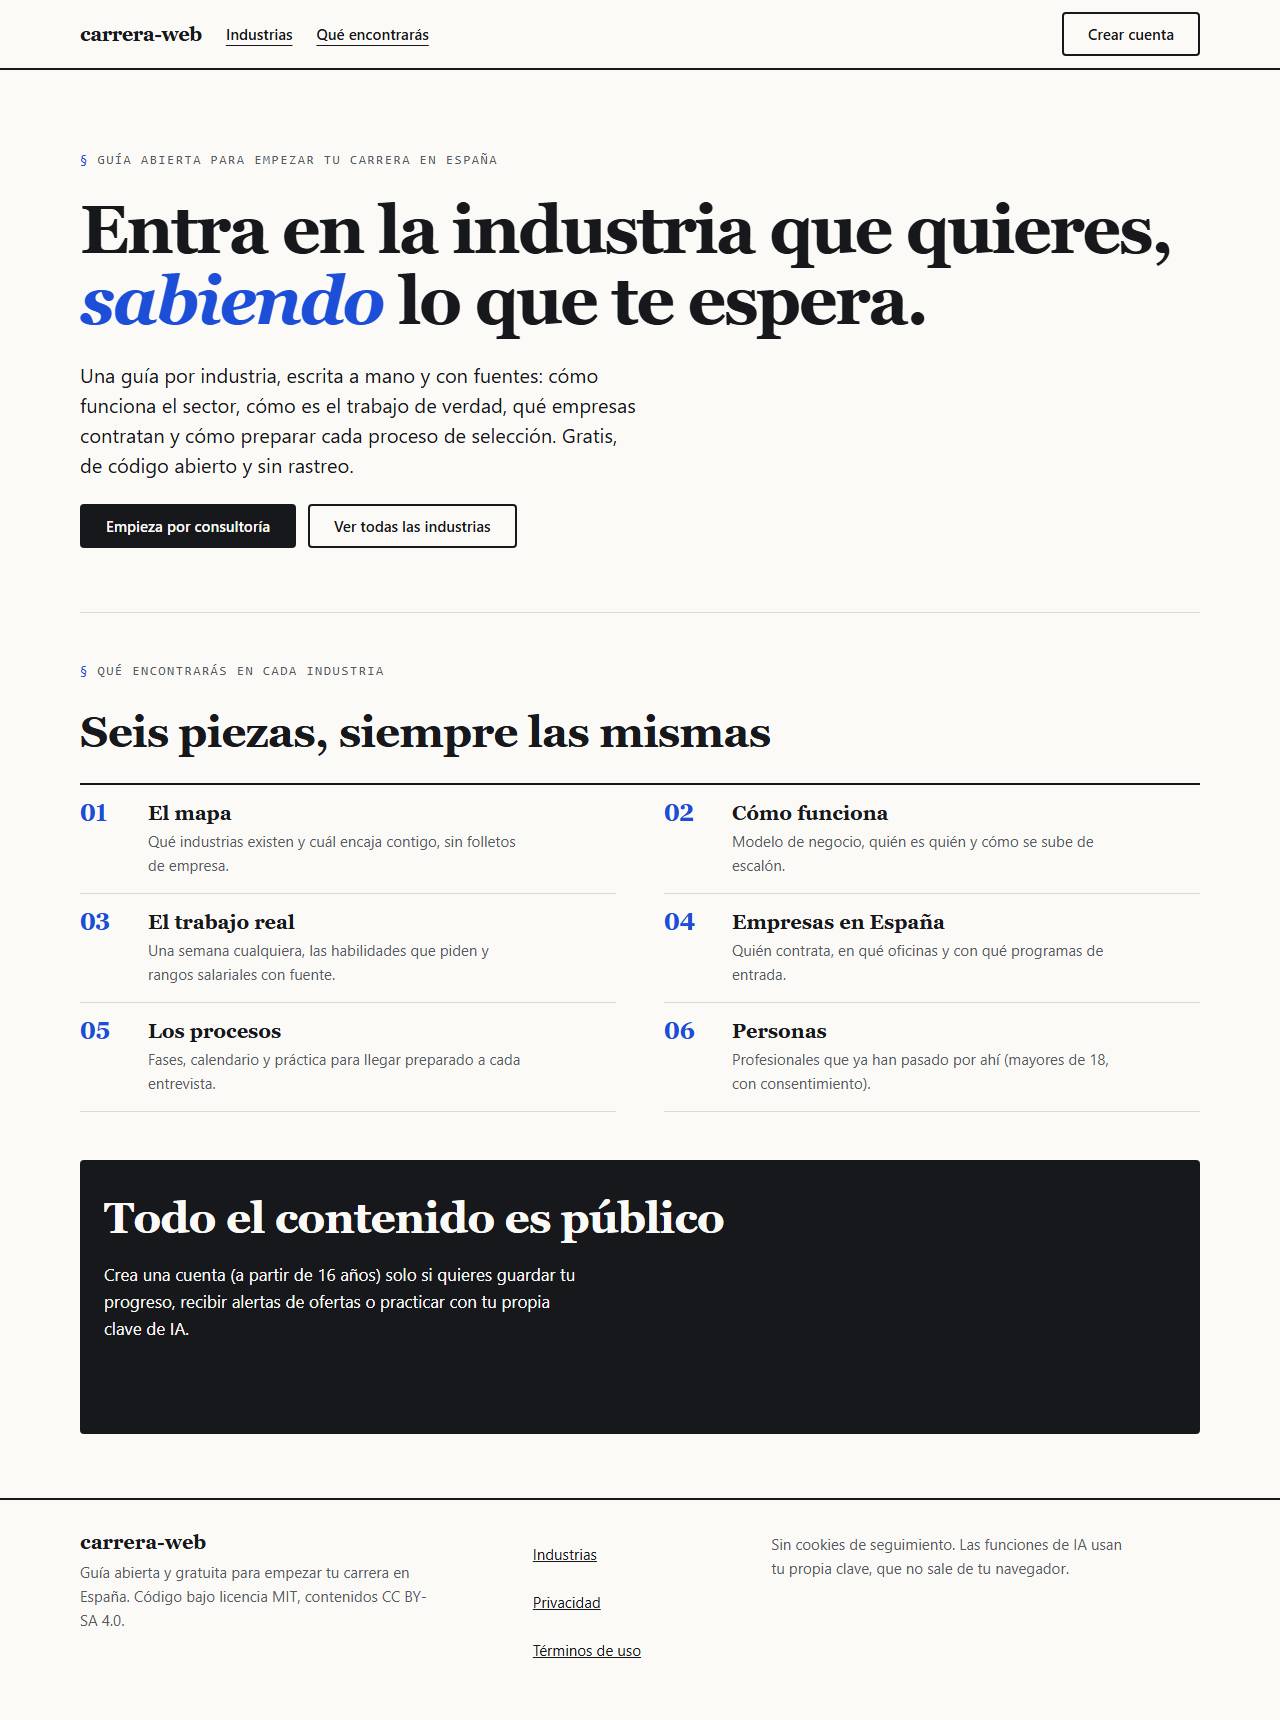 carrera-web Industrias Qué encontrarás Crear cuenta
§ GUÍA ABIERTA PARA EMPEZAR TU CARRERA EN ESPAÑA
Entra en la industria que quieres,
sabiendo lo que te espera.
Una guía por industria, escrita a mano y con fuentes: cómo
funciona el sector, cómo es el trabajo de verdad, qué empresas
contratan y cómo preparar cada proceso de selección. Gratis,
de código abierto y sin rastreo.
Empieza por consultoría Ver todas las industrias
§ QUÉ ENCONTRARÁS EN CADA INDUSTRIA
Seis piezas, siempre las mismas
01 El mapa
Qué industrias existen y cuál encaja contigo, sin folletos
de empresa.
02 Cómo funciona
Modelo de negocio, quién es quién y cómo se sube de
escalón.
03 El trabajo real
Una semana cualquiera, las habilidades que piden y
rangos salariales con fuente.
04 Empresas en España
Quién contrata, en qué oficinas y con qué programas de
entrada.
05 Los procesos
Fases, calendario y práctica para llegar preparado a cada
entrevista.
06 Personas
Profesionales que ya han pasado por ahí (mayores de 18,
con consentimiento).
Todo el contenido es público
Crea una cuenta (a partir de 16 años) solo si quieres guardar tu
progreso, recibir alertas de ofertas o practicar con tu propia
clave de IA.
carrera-web
Guía abierta y gratuita para empezar tu carrera en
España. Código bajo licencia MIT, contenidos CC BY-
SA 4.0.
Industrias
Privacidad
Términos de uso
Sin cookies de seguimiento. Las funciones de IA usan
tu propia clave, que no sale de tu navegador.